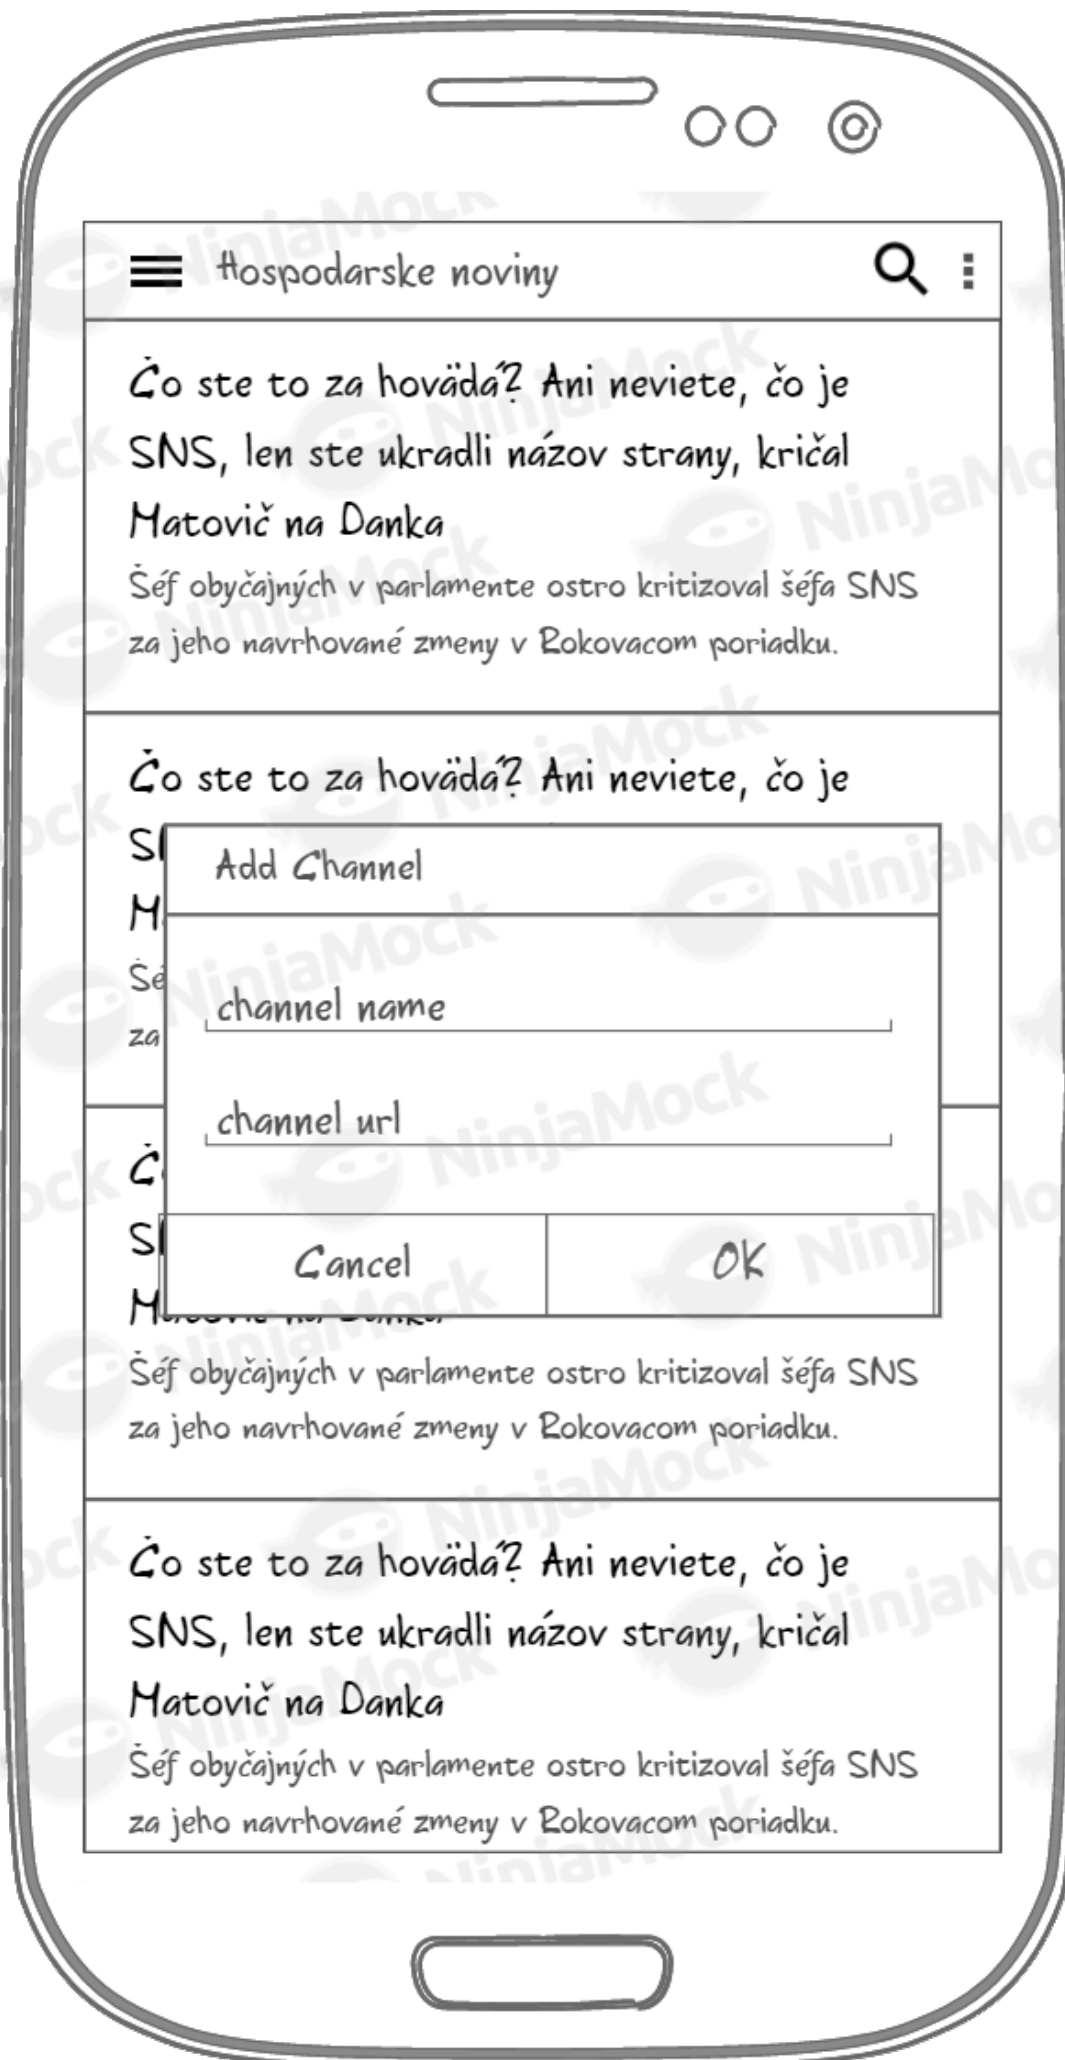 Hospodarske noviny
Čo ste to za hovädá? Ani neviete, čo je
SNS, len ste ukradli názov strany, kričal
Matovič na Danka
Šéf obyčajných v parlamente ostro kritizoval šéfa SNS
za jeho navrhované zmeny v Rokovacom poriadku.
Čo ste to za hovädá? Ani neviete, čo je
Add Channel
za
channel name
channel url
Cancel
OK
Šéf obyčajných v parlamente ostro kritizoval šéfa SNS
za jeho navrhované zmeny v Rokovacom poriadku.
Čo ste to za hovädá? Ani neviete, čo je
SNS, len ste ukradli názov strany, kričal
Matovič na Danka
Šéf obyčajných v parlamente ostro kritizoval šéfa SNS
za jeho navrhované zmeny v Rokovacom poriadku.